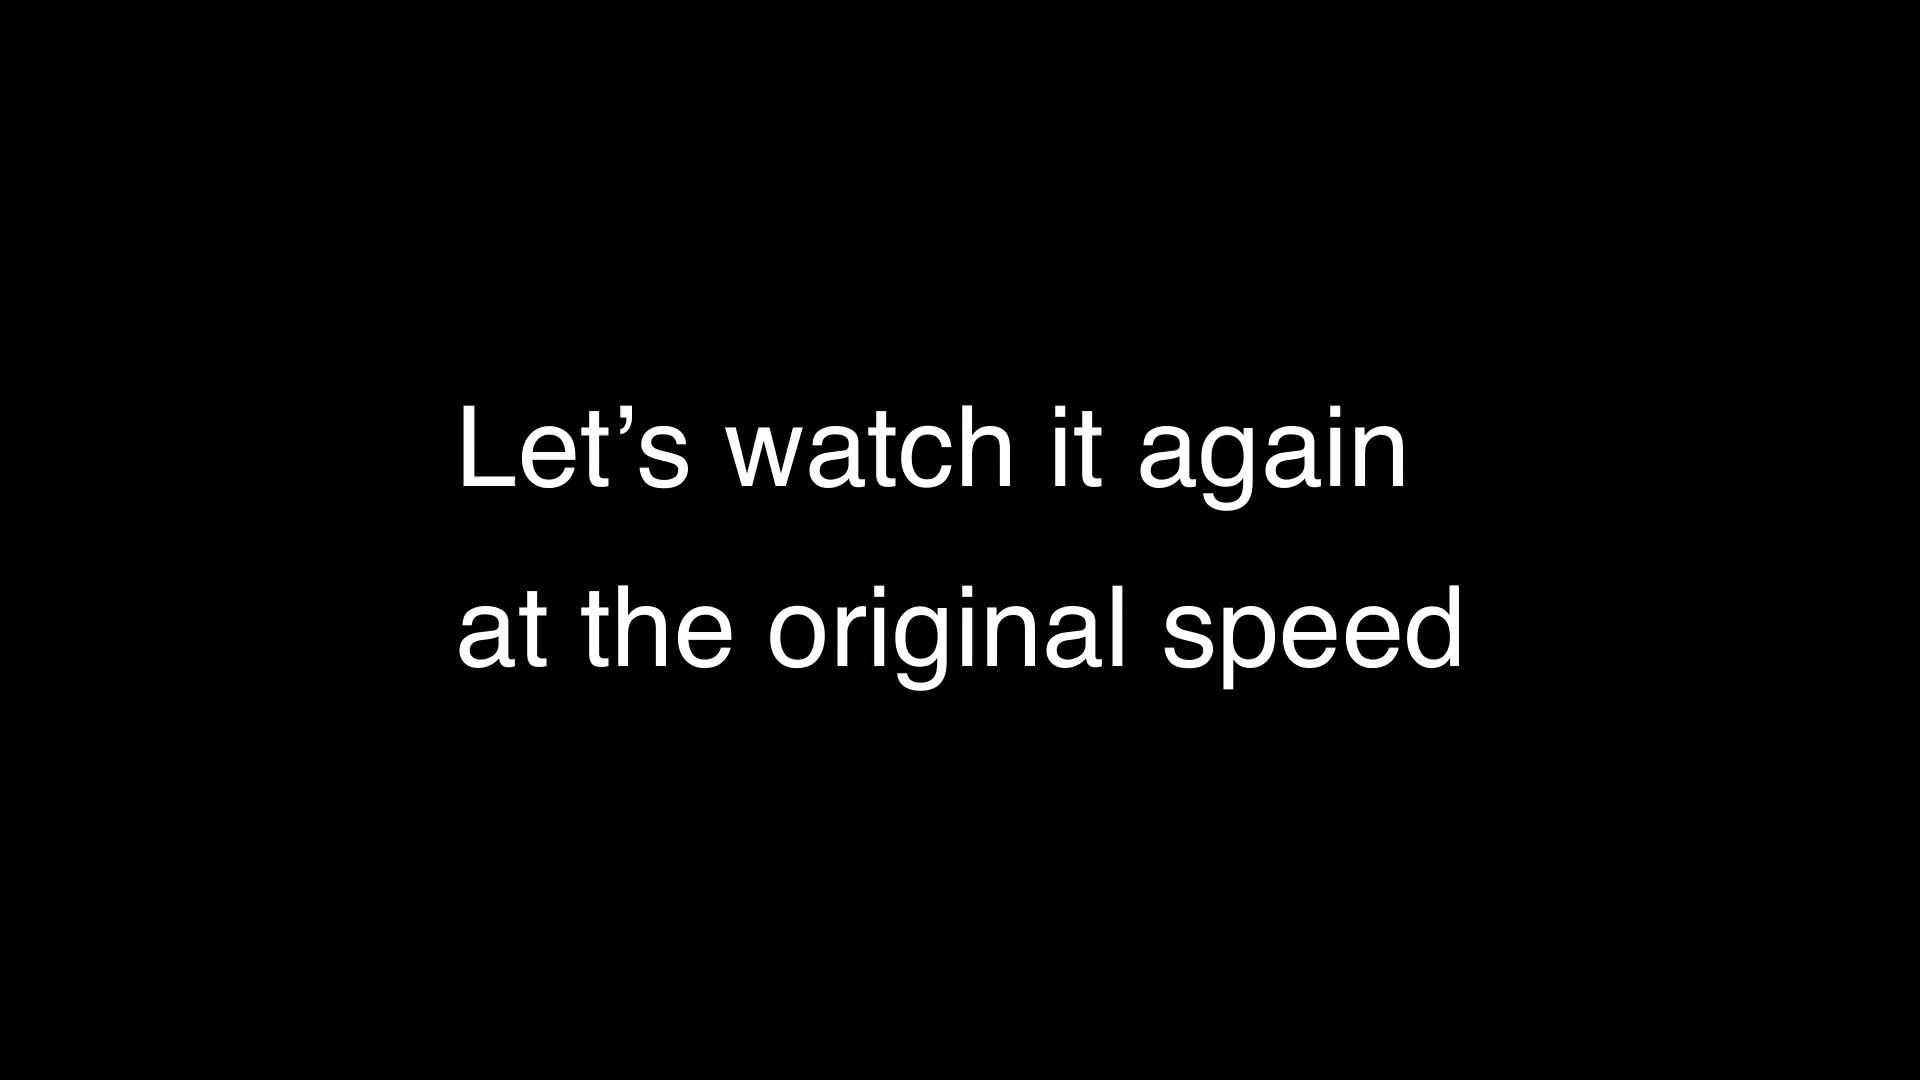 Let’s watch it again
at the original speed